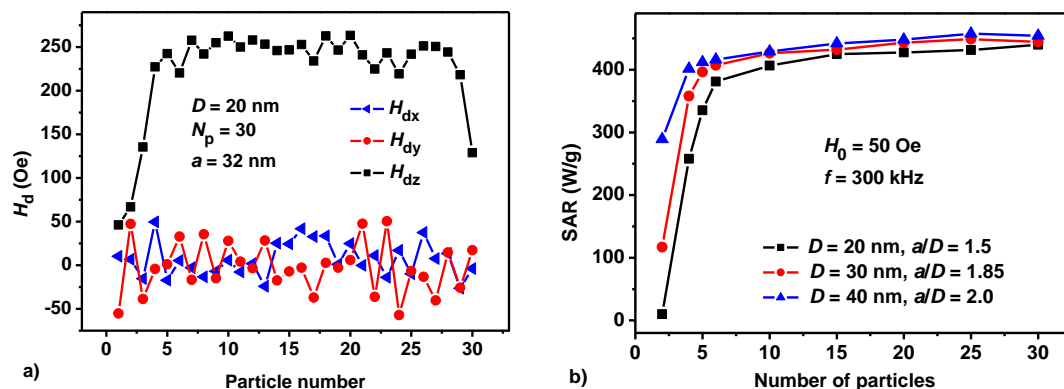 300
250
200
150
100
50
0
-50
H_d (Oe)
D = 20 nm
N_p = 30
a = 32 nm
H_dx
H_dy
H_dz
0 5 10 15 20 25 30
Particle number
a)
400
300
200
100
0
SAR (W/g)
H_0 = 50 Oe
f = 300 kHz
D = 20 nm, a/D = 1.5
D = 30 nm, a/D = 1.85
D = 40 nm, a/D = 2.0
0 5 10 15 20 25 30
Number of particles
b)